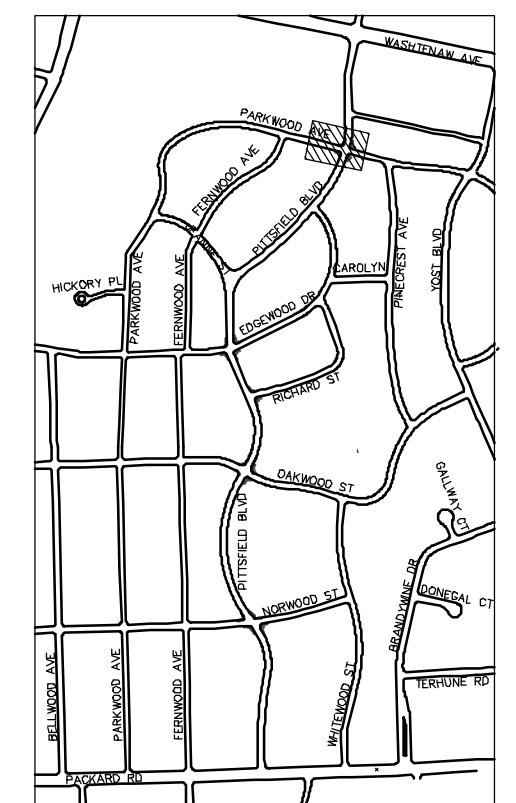 WASHTENAW AVE
PARKWOOD AVE
FERNWOOD AVE
PITTSFIELD BLVD
HICKORY PL
PARKWOOD AVE
FERNWOOD AVE
CAROLYN
PINECREST AVE
YOST BLVD
EDGEWOOD DR
RICHARD ST
OAKWOOD ST
GALLWAY CT
PITTSFIELD BLVD
NORWOOD ST
BRANDYWNE DR
DONEGAL CT
BELLWOOD AVE
PARKWOOD AVE
FERNWOOD AVE
WHITEWOOD ST
TERHUNE RD
PACKARD RD